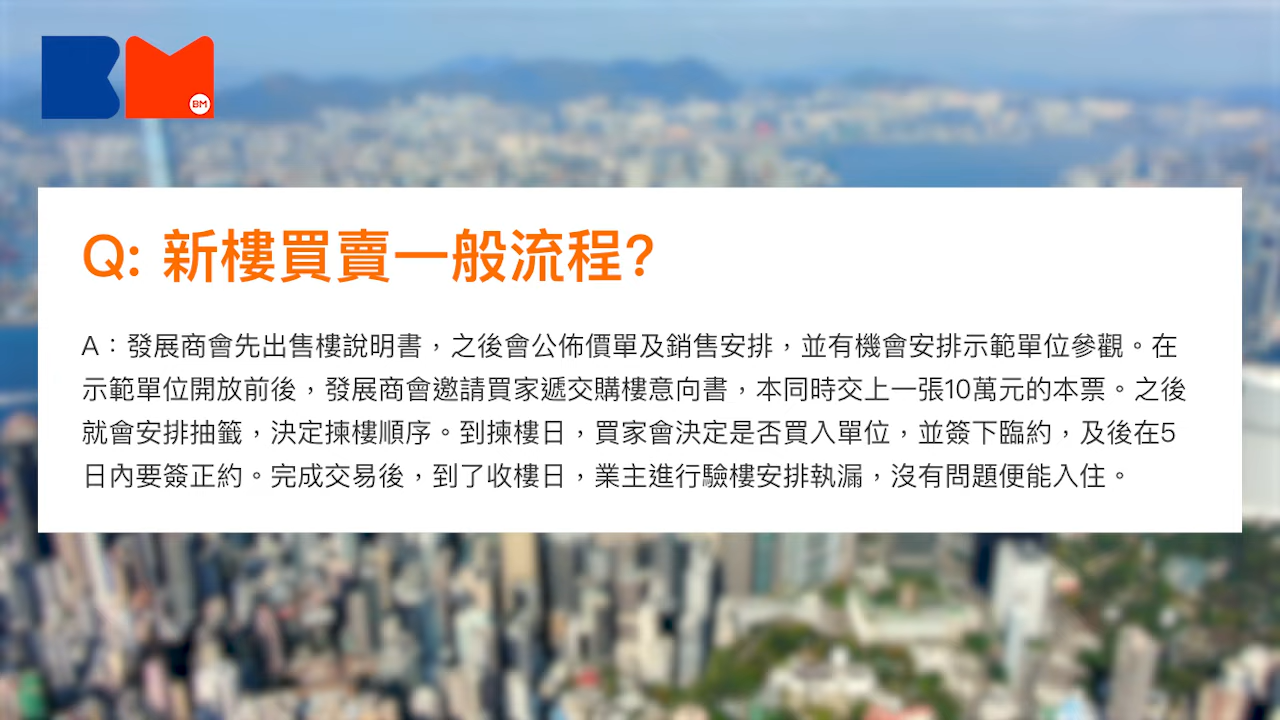 BM
BM
Q: 新樓買賣一般流程?
A：發展商會先出售樓說明書，之後會公佈價單及銷售安排，並有機會安排示範單位參觀。在
示範單位開放前後，發展商會邀請買家遞交購樓意向書，本同時交上一張10萬元的本票。之後
就會安排抽籤，決定揀樓順序。到揀樓日，買家會決定是否買入單位，並簽下臨約，及後在5
日內要簽正約。完成交易後，到了收樓日，業主進行驗樓安排執漏，沒有問題便能入住。